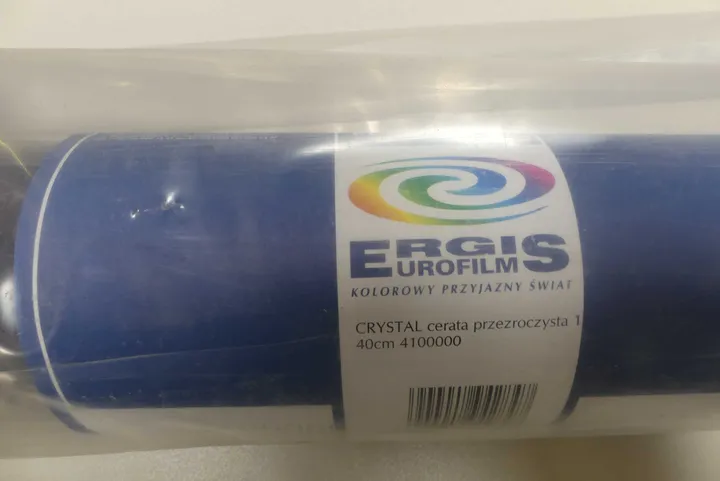 ERGIS
EUROFILMS
KOLOROWY PRZYJAZNY ŚWIAT
CRYSTAL cerata przezroczysta 1
40cm 4100000